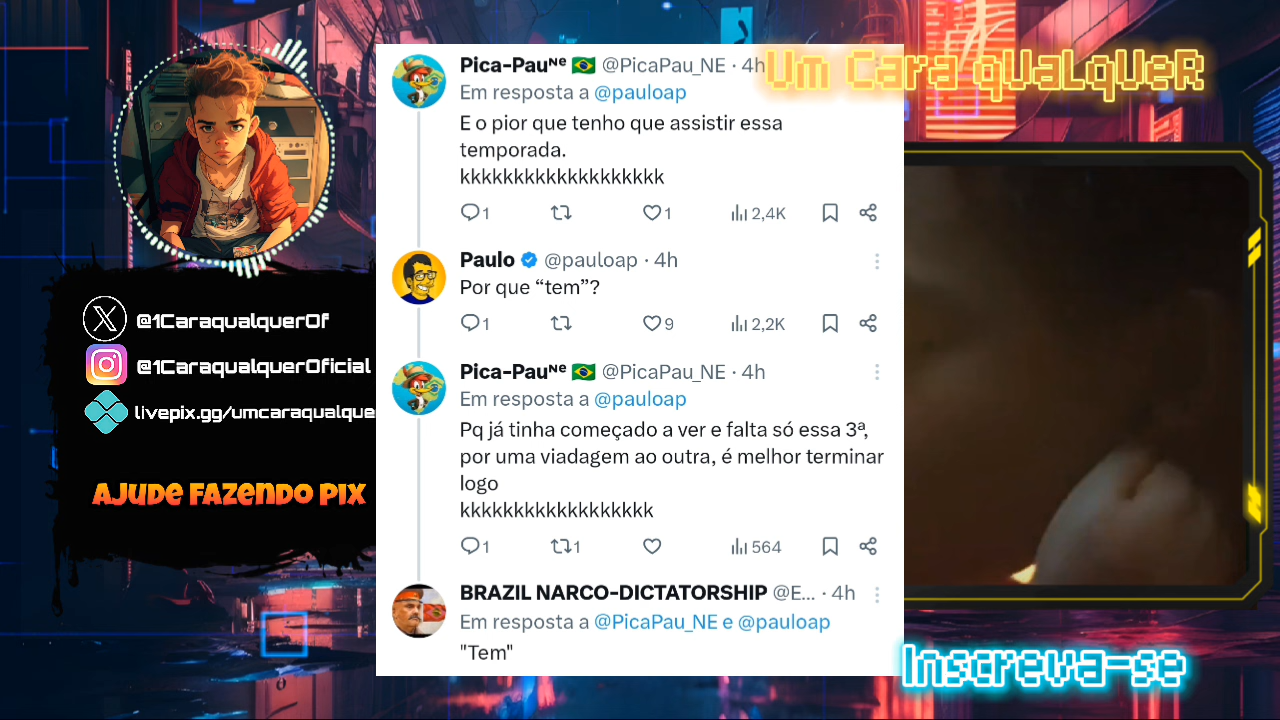 Um Cara qUaLqUeR
@1CaraqualquerOf
@1CaraqualquerOficial
livepix.gg/umcaraqualque
Ajude Fazendo PIX
Pica-Pauᴺᵉ 🇧🇷 @PicaPau_NE · 4h
Em resposta a @pauloap
E o pior que tenho que assistir essa
temporada.
kkkkkkkkkkkkkkkkkkk
1 1 2,4K
Paulo @pauloap · 4h
Por que “tem”?
1 9 2,2K
Pica-Pauᴺᵉ 🇧🇷 @PicaPau_NE · 4h
Em resposta a @pauloap
Pq já tinha começado a ver e falta só essa 3ª,
por uma viadagem ao outra, é melhor terminar
logo
kkkkkkkkkkkkkkkkkk
1 1 564
BRAZIL NARCO-DICTATORSHIP @E... · 4h
Em resposta a @PicaPau_NE e @pauloap
"Tem"
Inscreva-se